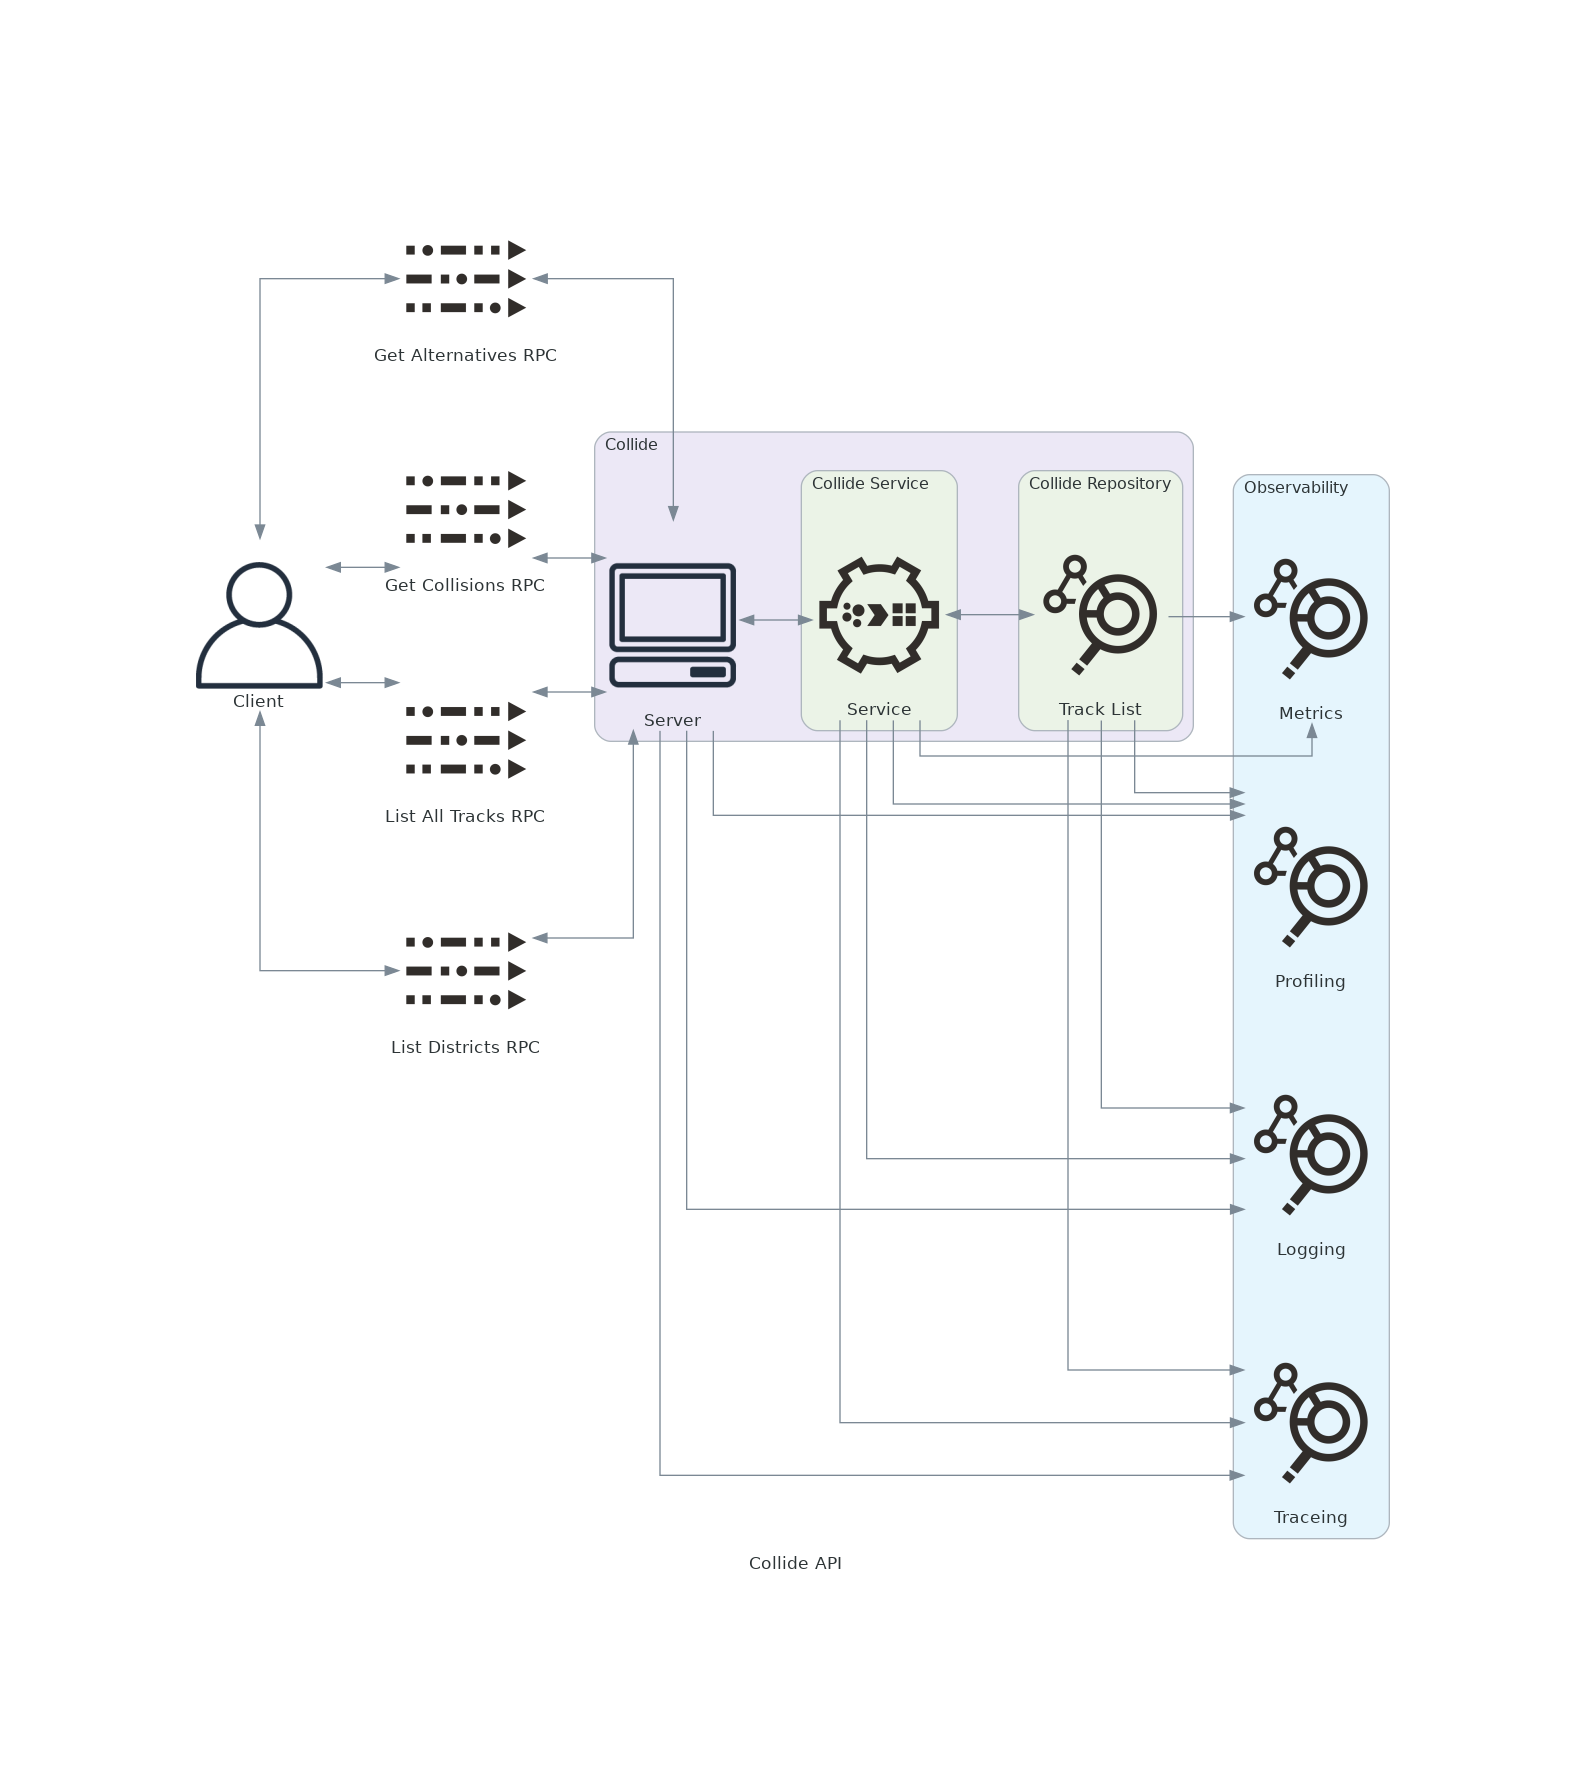 Get Alternatives RPC
Collide
Collide Service
Collide Repository
Observability
Get Collisions RPC
Client
Server
Service
Track List
Metrics
List All Tracks RPC
Profiling
List Districts RPC
Logging
Traceing
Collide API